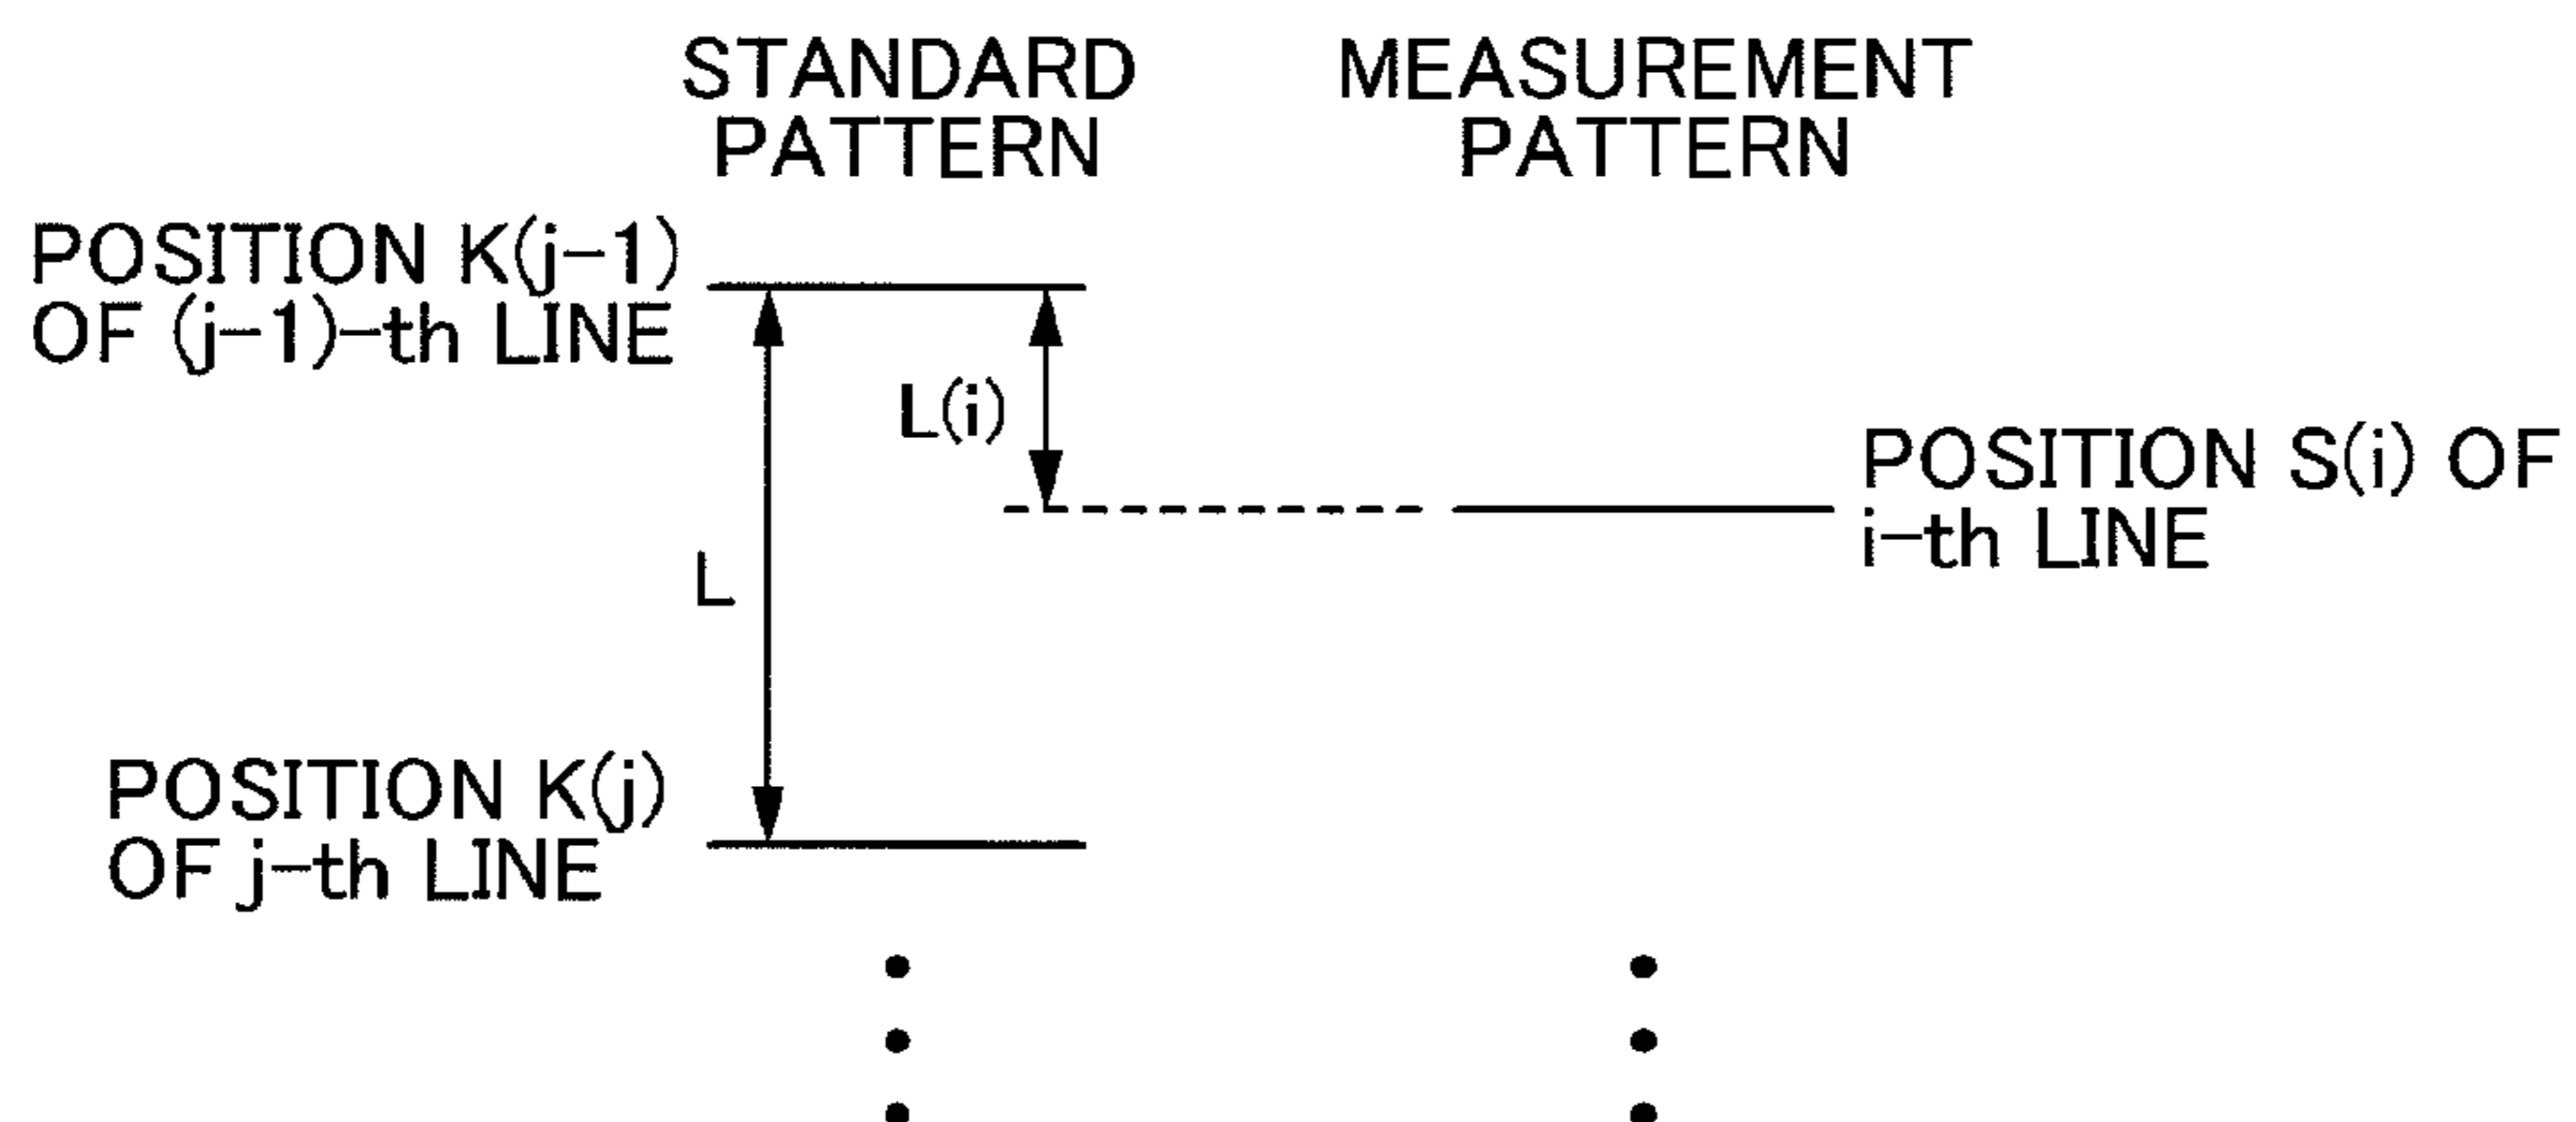 STANDARD
PATTERN
MEASUREMENT
PATTERN
POSITION K(j-1)
OF (j-1)-th LINE
L(i)
POSITION S(i) OF
i-th LINE
L
POSITION K(j)
OF j-th LINE